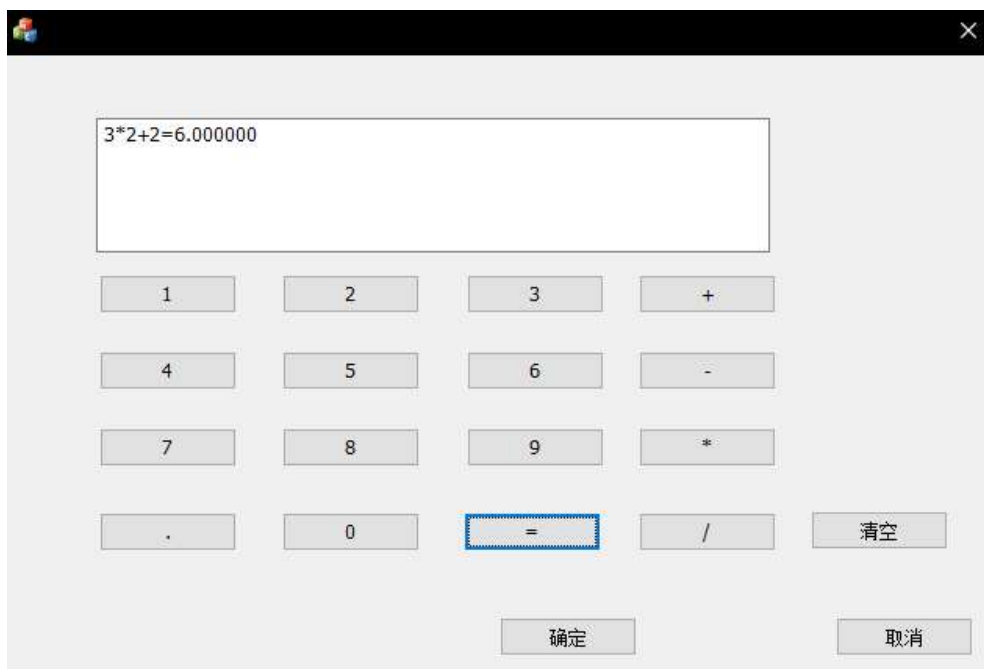 3*2+2=6.000000
1 2 3 +
4 5 6 -
7 8 9 *
. 0 = / 清空
确定 取消